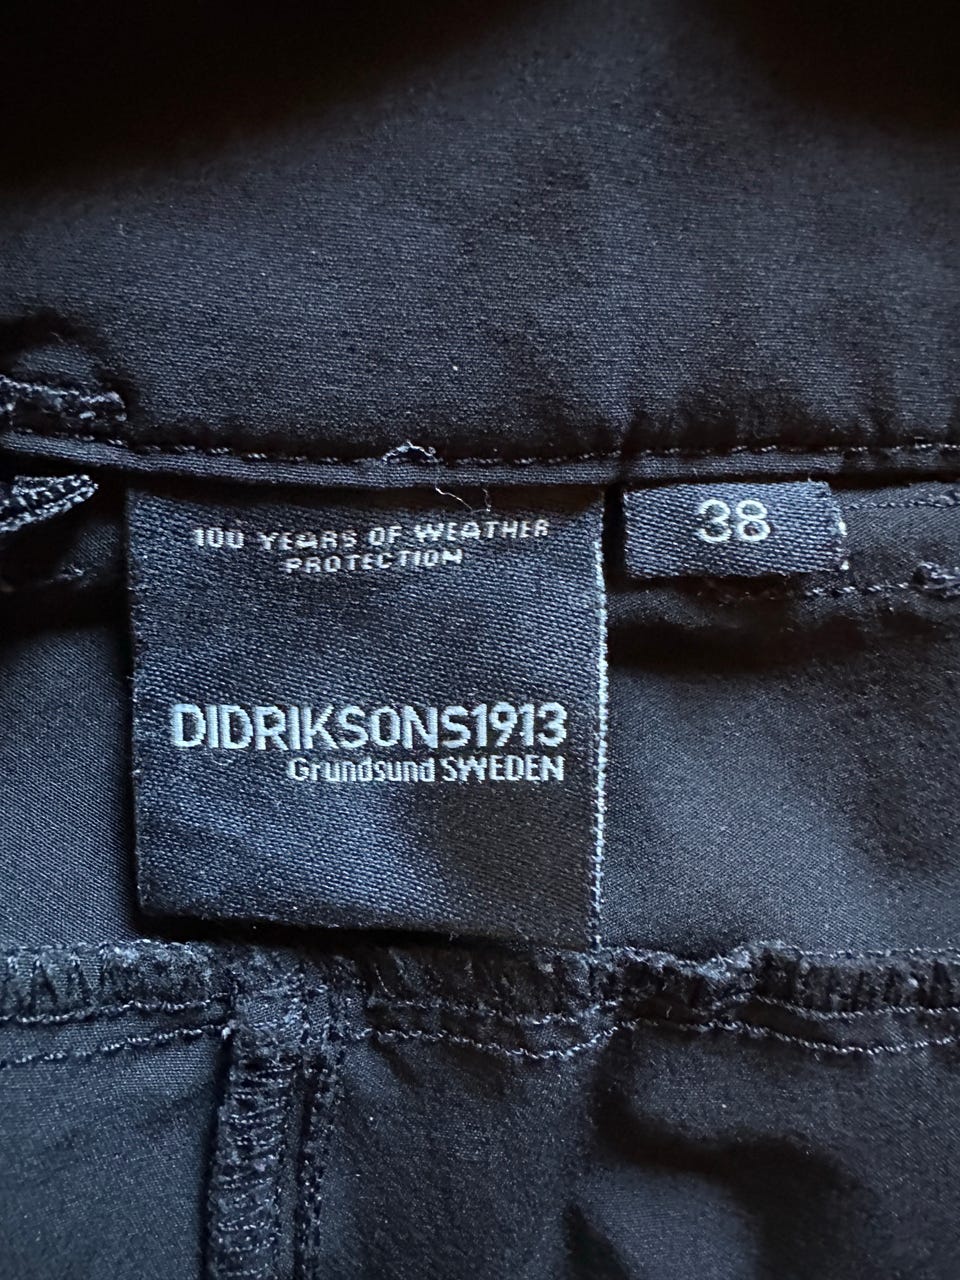 100 YEARS OF WEATHER
PROTECTION
DIDRIKSONS1913
Grundsund SWEDEN
38